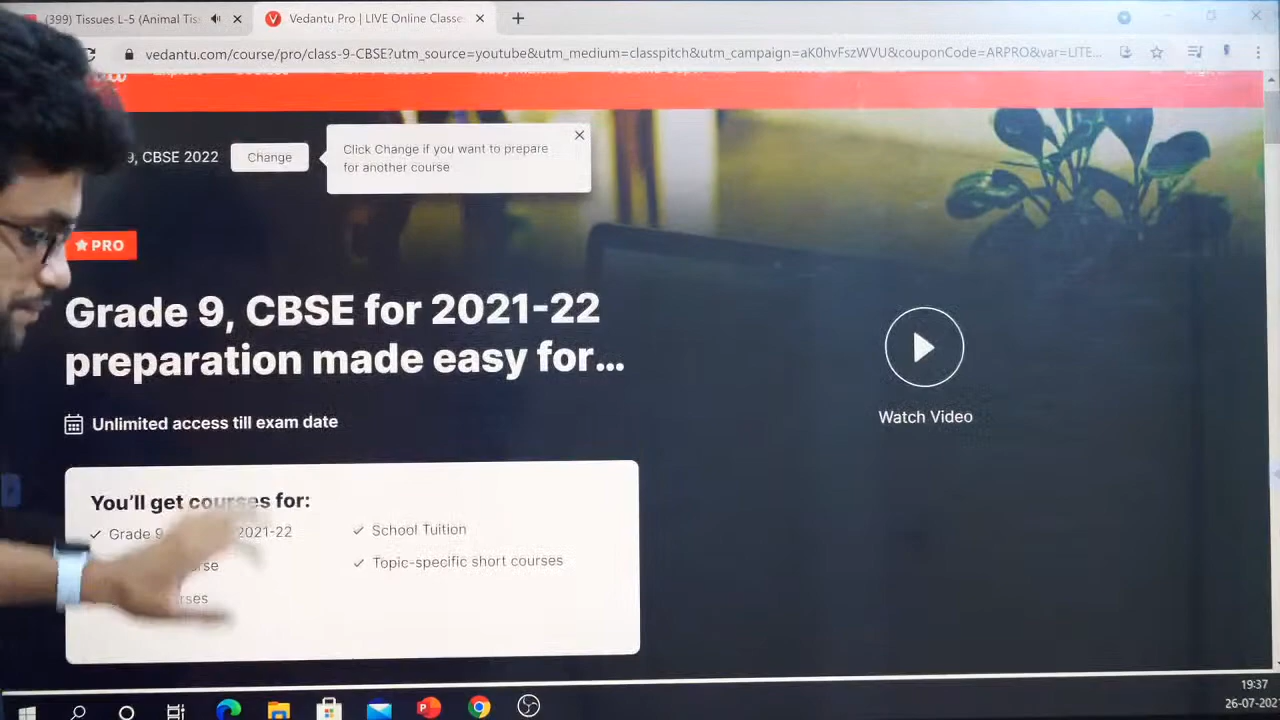 (399) Tissues L-5 (Animal Tis
Vedantu Pro | LIVE Online Classe
vedantu.com/course/pro/class-9-CBSE?utm_source=youtube&utm_medium=classpitch&utm_campaign=aK0hvFszWVU&couponCode=ARPRO&var=LITE...
9, CBSE 2022
Change
Click Change if you want to prepare
for another course
PRO
Grade 9, CBSE for 2021-22
preparation made easy for...
Unlimited access till exam date
Watch Video
You'll get courses for:
Grade 9 2021-22
School Tuition
Topic-specific short courses
19:37